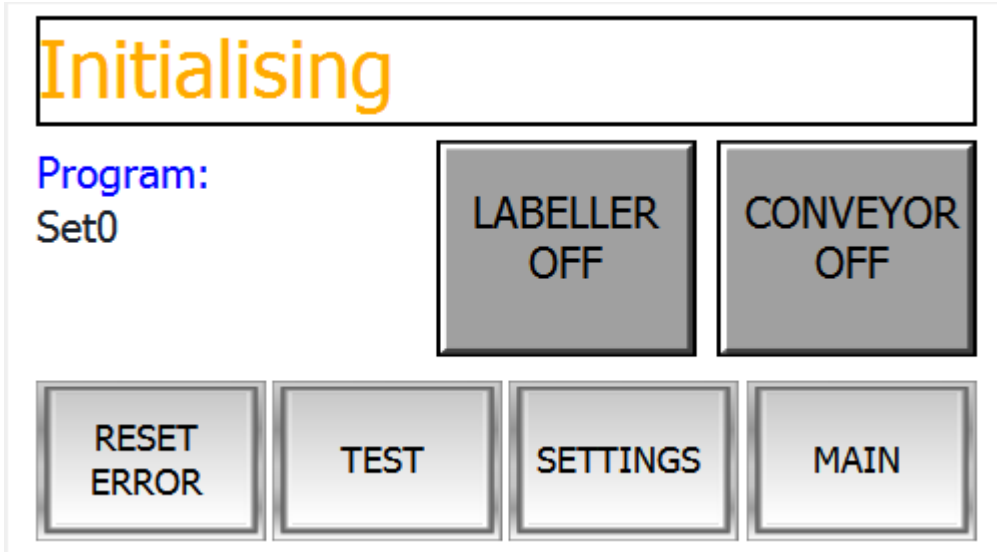 Initialising
Program:
Set0
LABELLER
OFF
CONVEYOR
OFF
RESET
ERROR
TEST
SETTINGS
MAIN